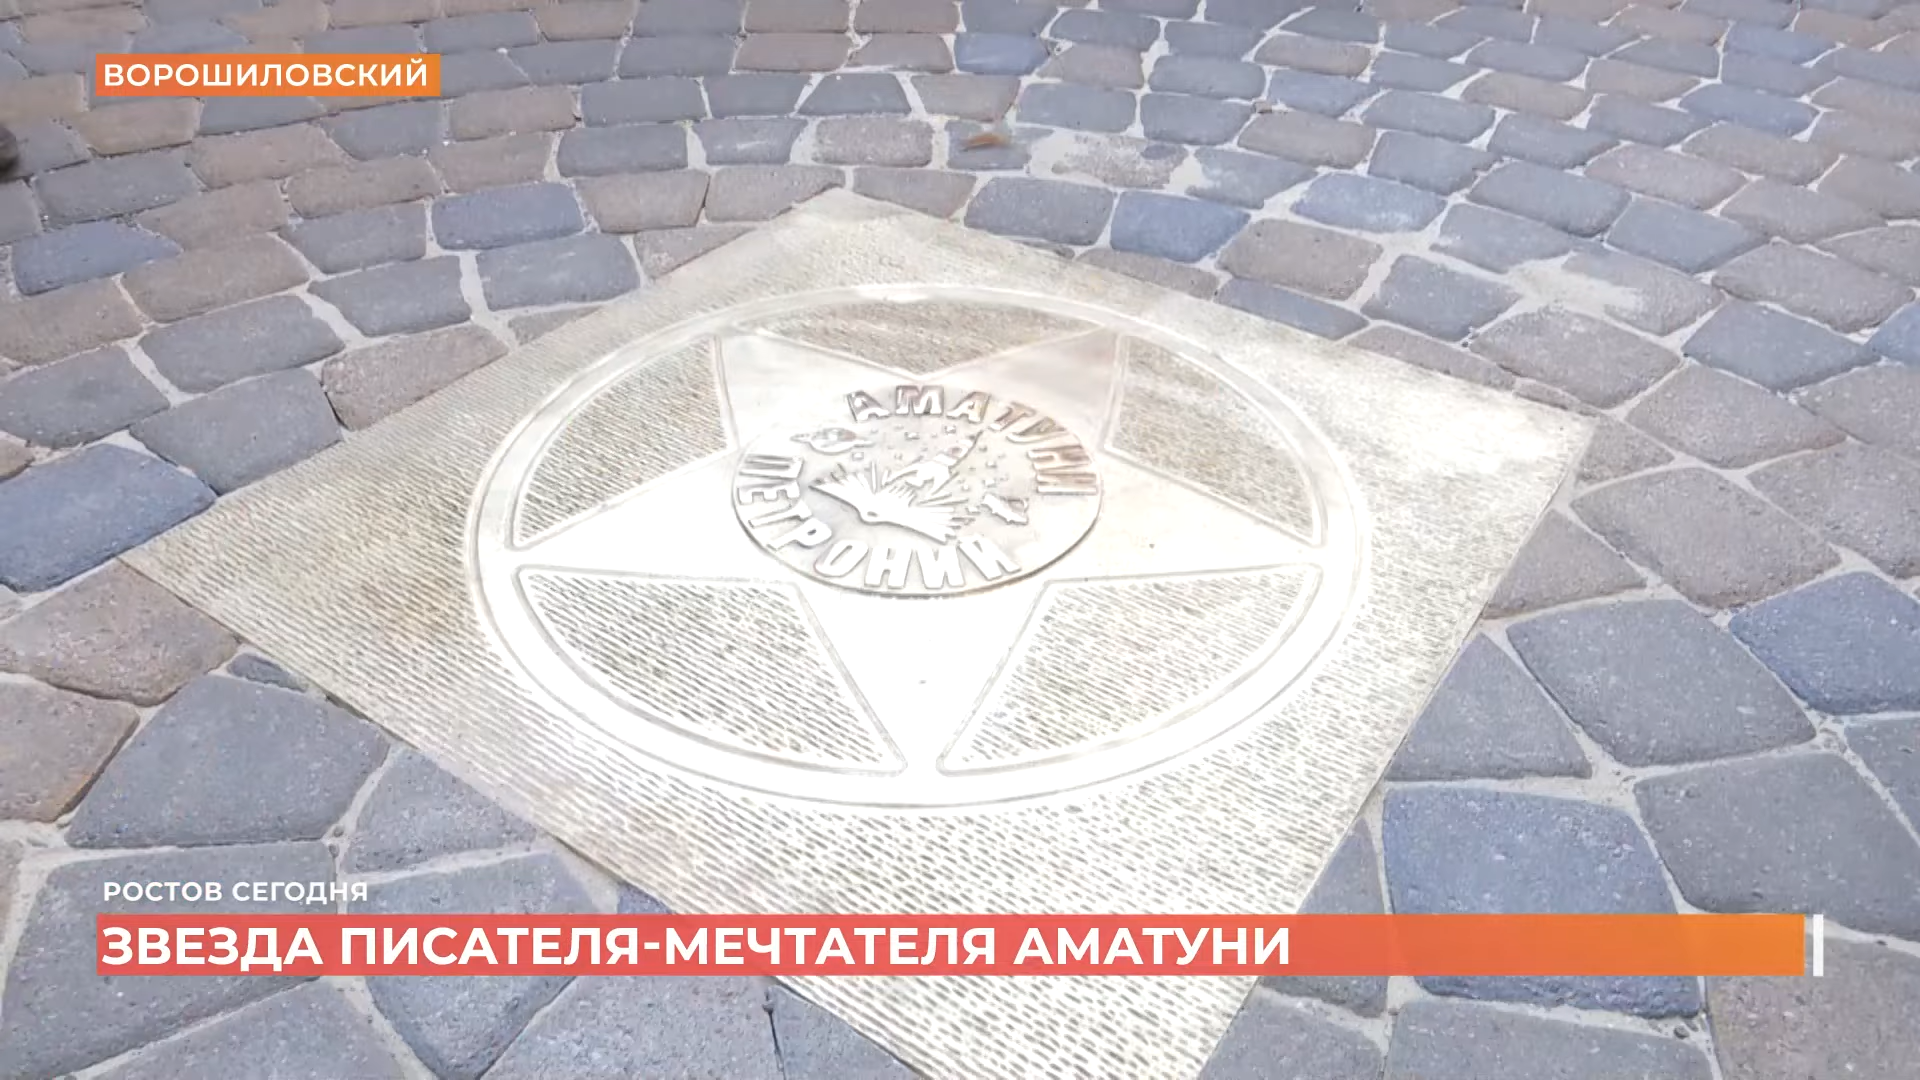 ВОРОШИЛОВСКИЙ
АМАТУНИ
ПЕТРОНИЙ
РОСТОВ СЕГОДНЯ
ЗВЕЗДА ПИСАТЕЛЯ-МЕЧТАТЕЛЯ АМАТУНИ